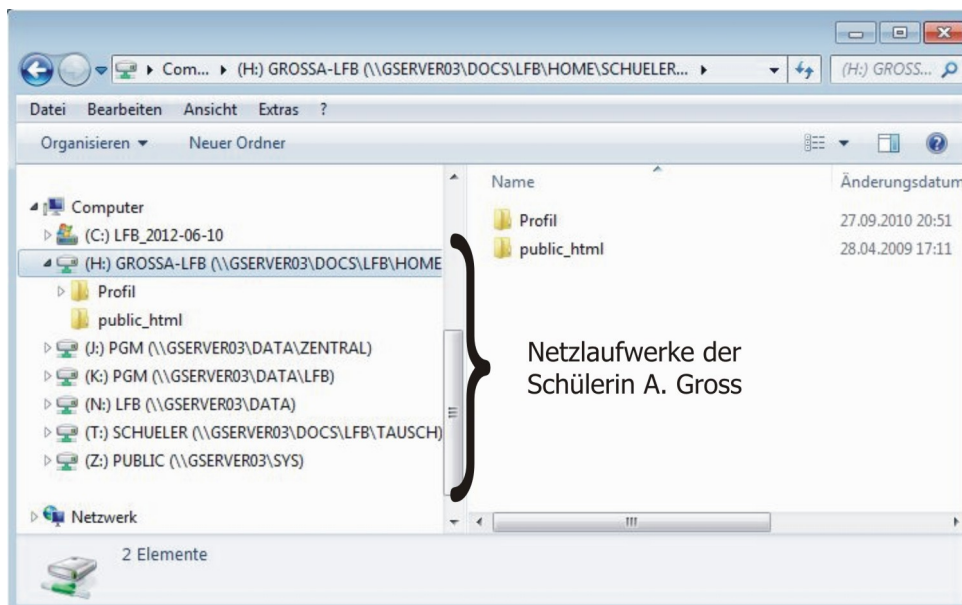 Com... (H:) GROSSA-LFB (\\GSERVER03\DOCS\LFB\HOME\SCHUELER... (H:) GROSS...
Datei Bearbeiten Ansicht Extras ?
Organisieren Neuer Ordner
Name Änderungsdatum
Computer
(C:) LFB_2012-06-10
(H:) GROSSA-LFB (\\GSERVER03\DOCS\LFB\HOME
Profil
public_html
(J:) PGM (\\GSERVER03\DATA\ZENTRAL)
(K:) PGM (\\GSERVER03\DATA\LFB)
(N:) LFB (\\GSERVER03\DATA)
(T:) SCHUELER (\\GSERVER03\DOCS\LFB\TAUSCH)
(Z:) PUBLIC (\\GSERVER03\SYS)
Netzwerk
Profil 27.09.2010 20:51
public_html 28.04.2009 17:11
Netzlaufwerke der
Schülerin A. Gross
2 Elemente